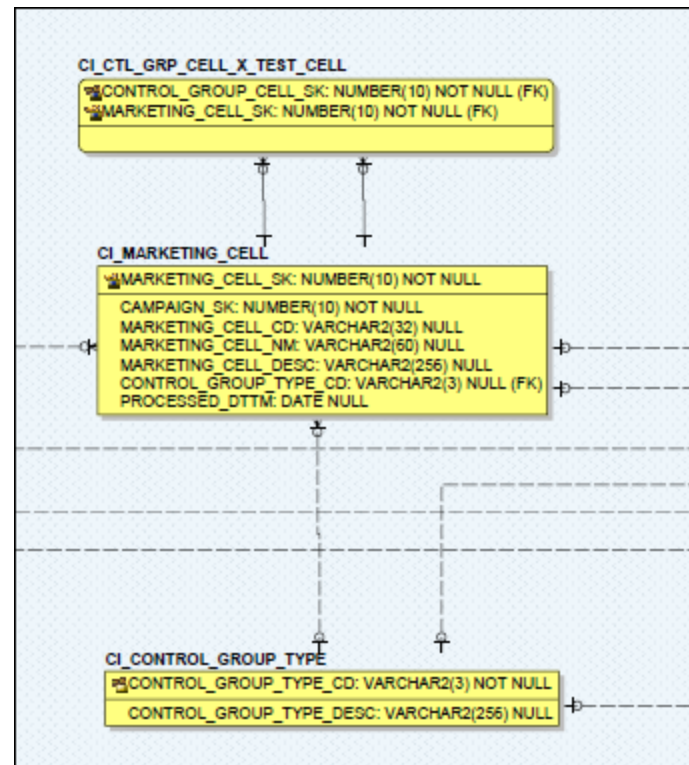 CI_CTL_GRP_CELL_X_TEST_CELL
CONTROL_GROUP_CELL_SK: NUMBER(10) NOT NULL (FK)
MARKETING_CELL_SK: NUMBER(10) NOT NULL (FK)
CI_MARKETING_CELL
MARKETING_CELL_SK: NUMBER(10) NOT NULL
CAMPAIGN_SK: NUMBER(10) NOT NULL
MARKETING_CELL_CD: VARCHAR2(32) NULL
MARKETING_CELL_NM: VARCHAR2(60) NULL
MARKETING_CELL_DESC: VARCHAR2(256) NULL
CONTROL_GROUP_TYPE_CD: VARCHAR2(3) NULL (FK)
PROCESSED_DTTM: DATE NULL
CI_CONTROL_GROUP_TYPE
CONTROL_GROUP_TYPE_CD: VARCHAR2(3) NOT NULL
CONTROL_GROUP_TYPE_DESC: VARCHAR2(256) NULL